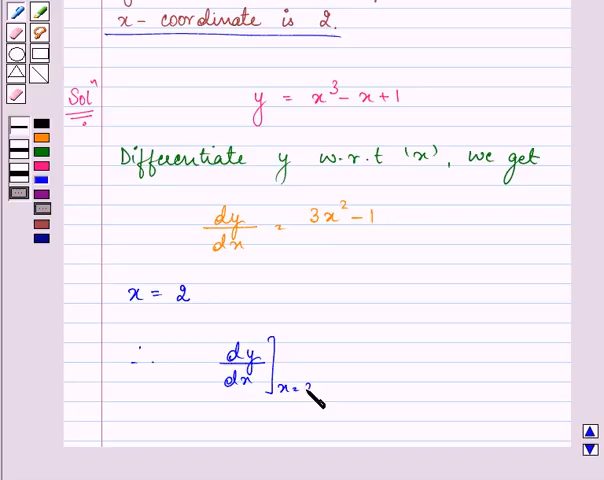 x - coordinate is 2.
Solⁿ
y = x³ - x + 1
Differentiate y w.r.t 'x', we get
dy/dx = 3x² - 1
x = 2
∴ dy/dx ]x=